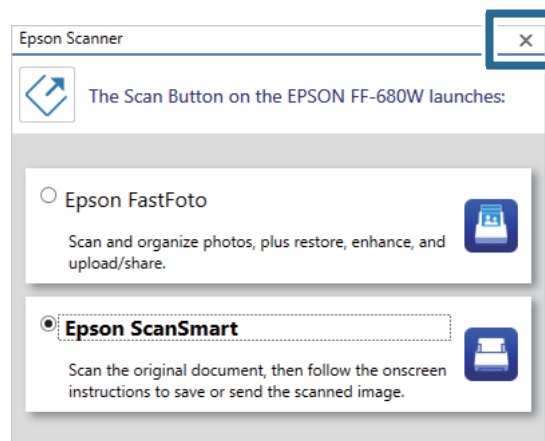 Epson Scanner
The Scan Button on the EPSON FF-680W launches:
Epson FastFoto
Scan and organize photos, plus restore, enhance, and
upload/share.
Epson ScanSmart
Scan the original document, then follow the onscreen
instructions to save or send the scanned image.